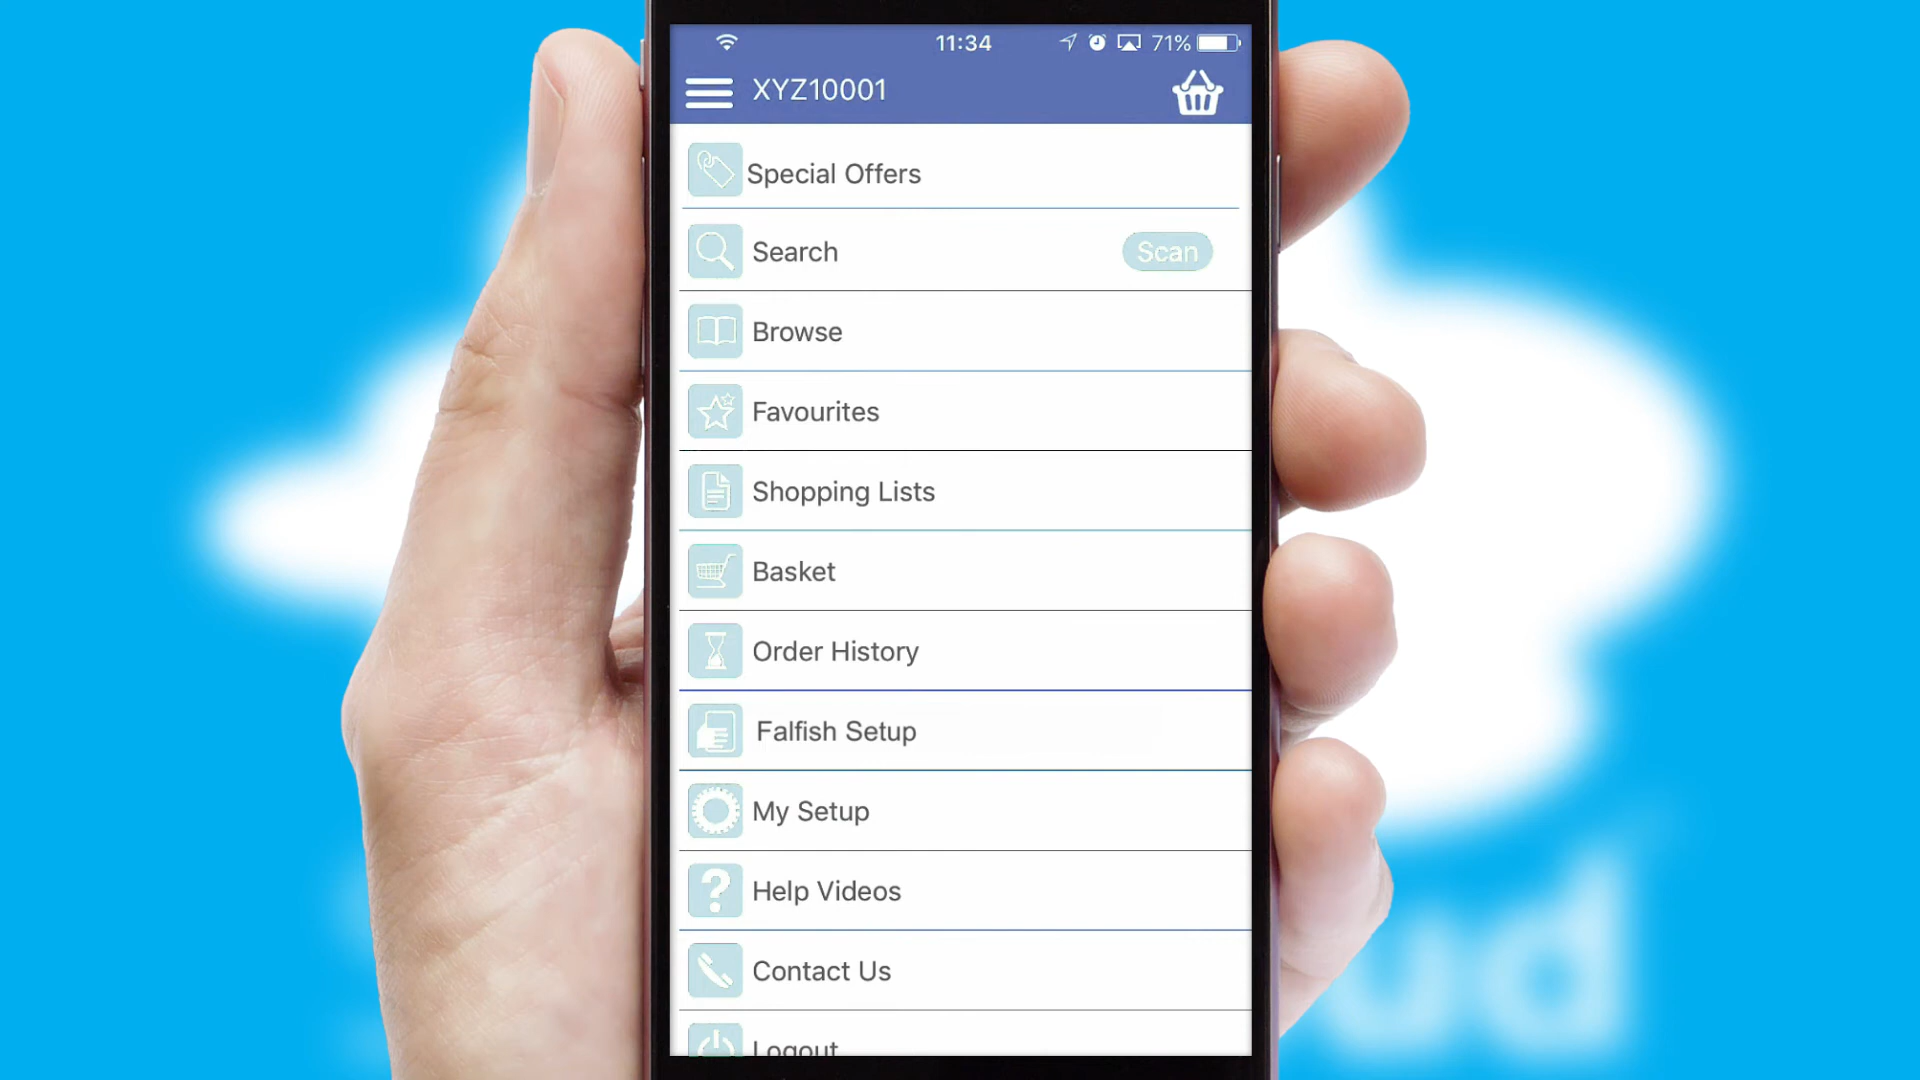 11:34
71%
XYZ10001
Special Offers
Search
Scan
Browse
Favourites
Shopping Lists
Basket
Order History
Falfish Setup
My Setup
Help Videos
Contact Us
Logout
ud